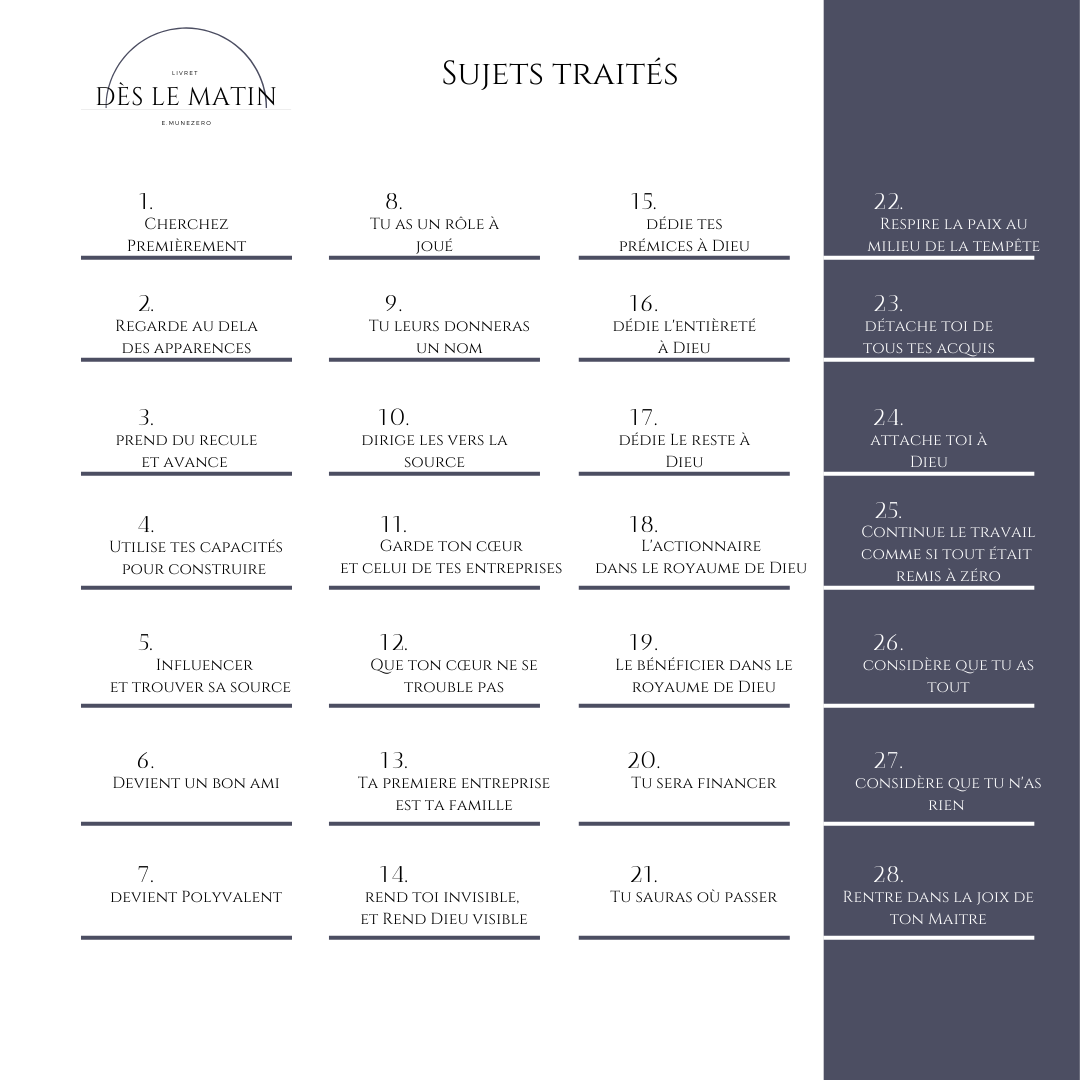 LIVRET
DÈS LE MATIN
E.MUNEZERO
Sujets traités
1.
Cherchez
Premièrement
2.
Regarde au dela
des apparences
3.
prend du recule
et avance
4.
Utilise tes capacités
pour construire
5.
Influencer
et trouver sa source
6.
Devient un bon ami
7.
devient Polyvalent
8.
Tu as un rôle à
joué
9.
Tu leurs donneras
un nom
10.
dirige les vers la
source
11.
Garde ton cœur
et celui de tes entreprises
12.
Que ton cœur ne se
trouble pas
13.
Ta premiere entreprise
est ta famille
14.
rend toi invisible,
et Rend Dieu visible
15.
dédie tes
prémices à Dieu
16.
dédie l'entièreté
à Dieu
17.
dédie Le reste à
Dieu
18.
L'actionnaire
dans le royaume de Dieu
19.
Le bénéficier dans le
royaume de Dieu
20.
Tu sera financer
21.
Tu sauras où passer
22.
Respire la paix au
milieu de la tempête
23.
détache toi de
tous tes acquis
24.
attache toi à
Dieu
25.
Continue le travail
comme si tout était
remis à zéro
26.
considère que tu as
tout
27.
considère que tu n'as
rien
28.
Rentre dans la joix de
ton Maitre